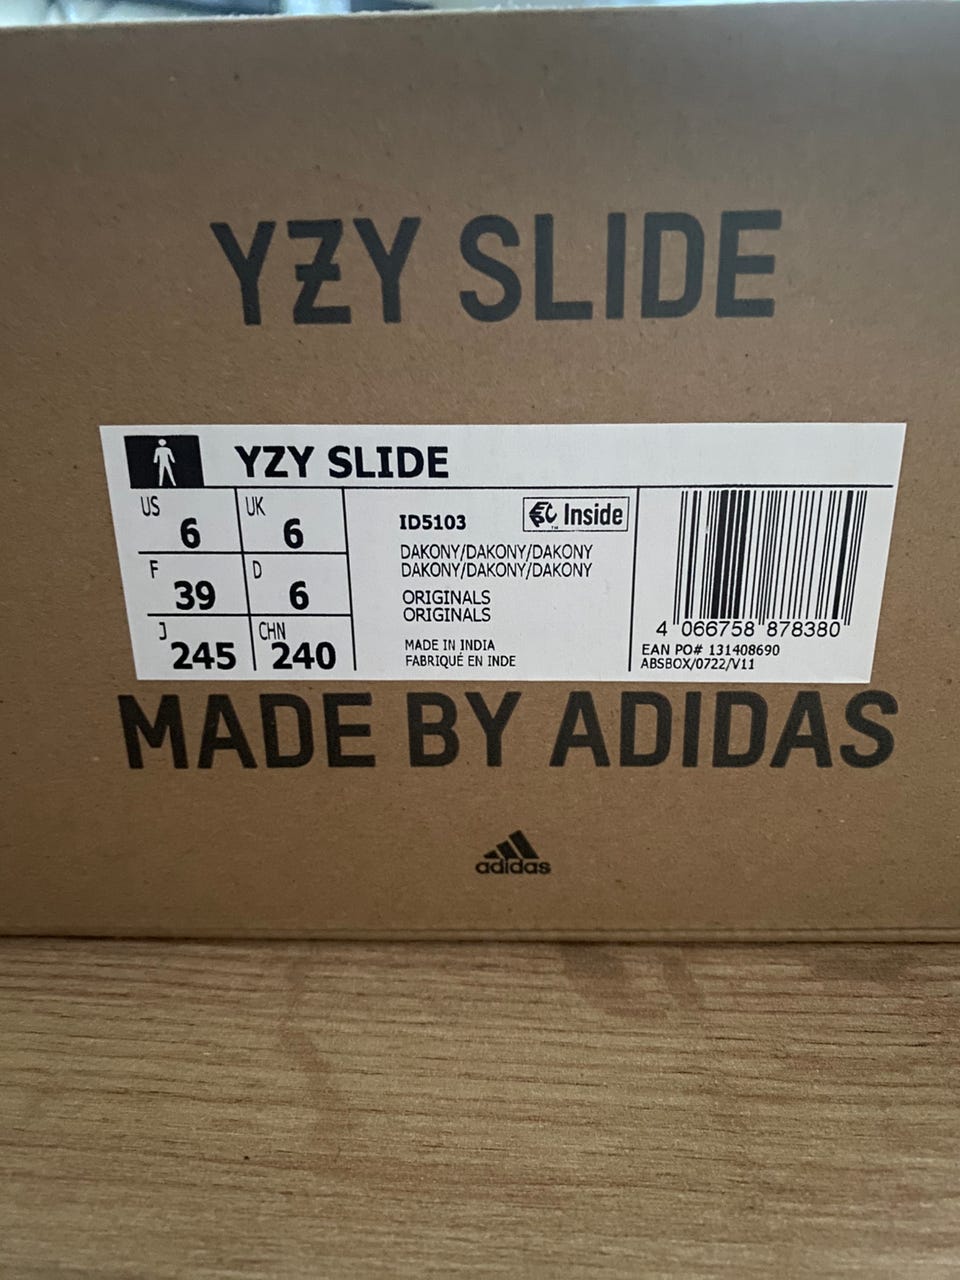 YZY SLIDE
YZY SLIDE
US 6 UK 6
F 39 D 6
J 245 CHN 240
ID5103 Inside
TM
DAKONY/DAKONY/DAKONY
DAKONY/DAKONY/DAKONY
ORIGINALS
ORIGINALS
MADE IN INDIA
FABRIQUÉ EN INDE
4 066758 878380
EAN PO# 131408690
ABSBOX/0722/V11
MADE BY ADIDAS
adidas